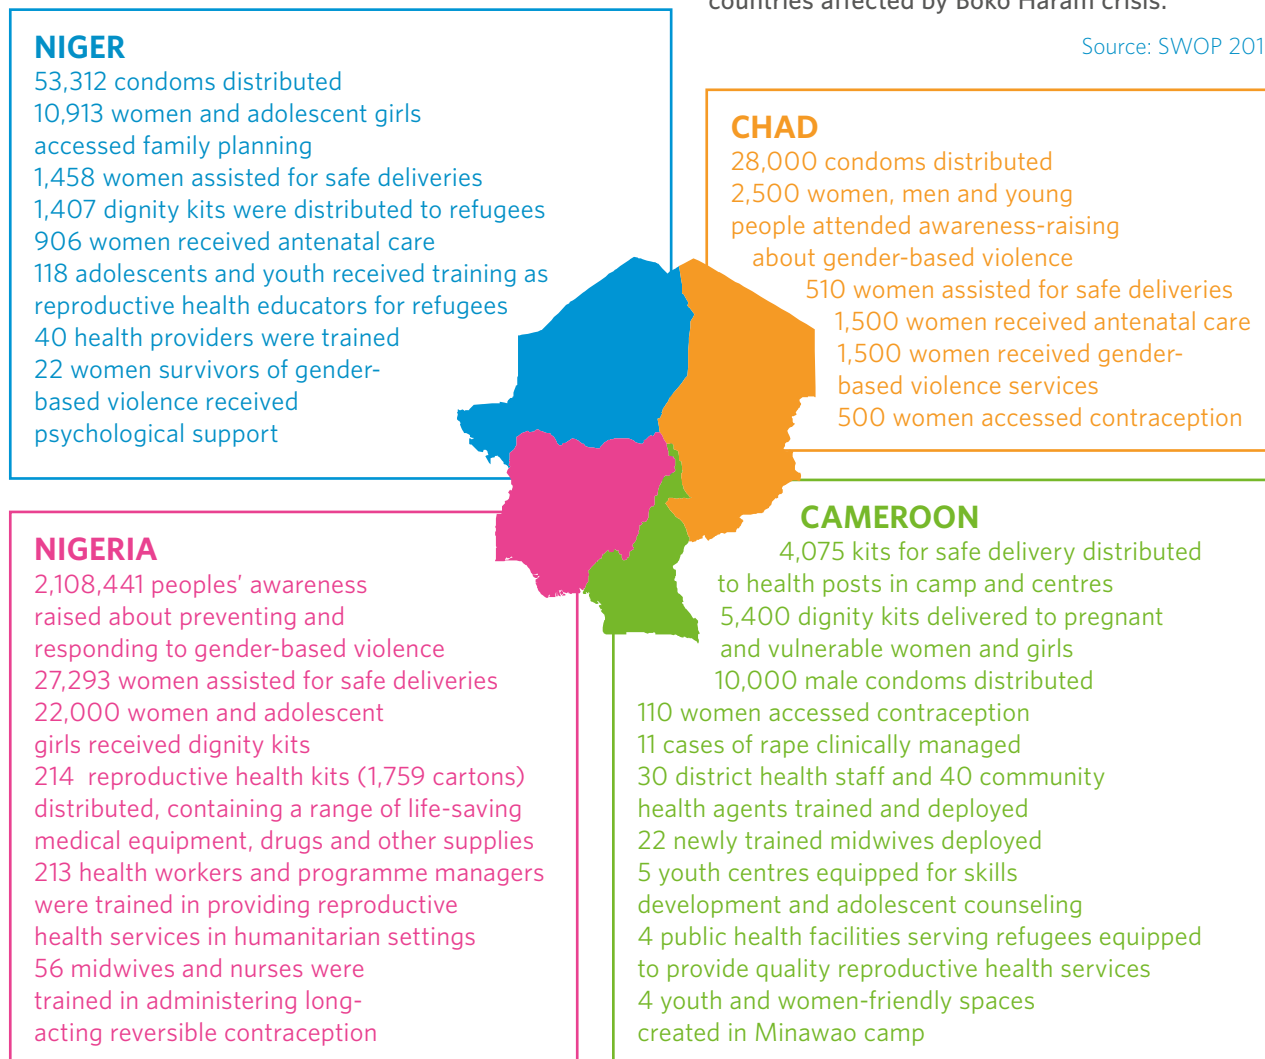 countries affected by Boko Haram crisis.
Source: SWOP 201
NIGER
53,312 condoms distributed
10,913 women and adolescent girls
accessed family planning
1,458 women assisted for safe deliveries
1,407 dignity kits were distributed to refugees
906 women received antenatal care
118 adolescents and youth received training as
reproductive health educators for refugees
40 health providers were trained
22 women survivors of gender-
based violence received
psychological support
CHAD
28,000 condoms distributed
2,500 women, men and young
people attended awareness-raising
about gender-based violence
510 women assisted for safe deliveries
1,500 women received antenatal care
1,500 women received gender-
based violence services
500 women accessed contraception
NIGERIA
2,108,441 peoples’ awareness
raised about preventing and
responding to gender-based violence
27,293 women assisted for safe deliveries
22,000 women and adolescent
girls received dignity kits
214 reproductive health kits (1,759 cartons)
distributed, containing a range of life-saving
medical equipment, drugs and other supplies
213 health workers and programme managers
were trained in providing reproductive
health services in humanitarian settings
56 midwives and nurses were
trained in administering long-
acting reversible contraception
CAMEROON
4,075 kits for safe delivery distributed
to health posts in camp and centres
5,400 dignity kits delivered to pregnant
and vulnerable women and girls
10,000 male condoms distributed
110 women accessed contraception
11 cases of rape clinically managed
30 district health staff and 40 community
health agents trained and deployed
22 newly trained midwives deployed
5 youth centres equipped for skills
development and adolescent counseling
4 public health facilities serving refugees equipped
to provide quality reproductive health services
4 youth and women-friendly spaces
created in Minawao camp